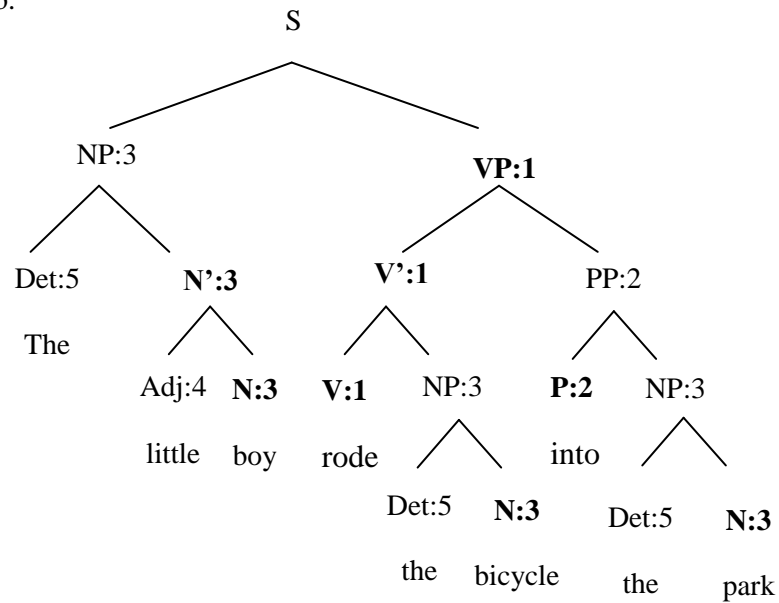 S
NP:3 VP:1
Det:5 N’:3 V’:1 PP:2
The
Adj:4 N:3 V:1 NP:3 P:2 NP:3
little boy rode into
Det:5 N:3 Det:5 N:3
the bicycle the park